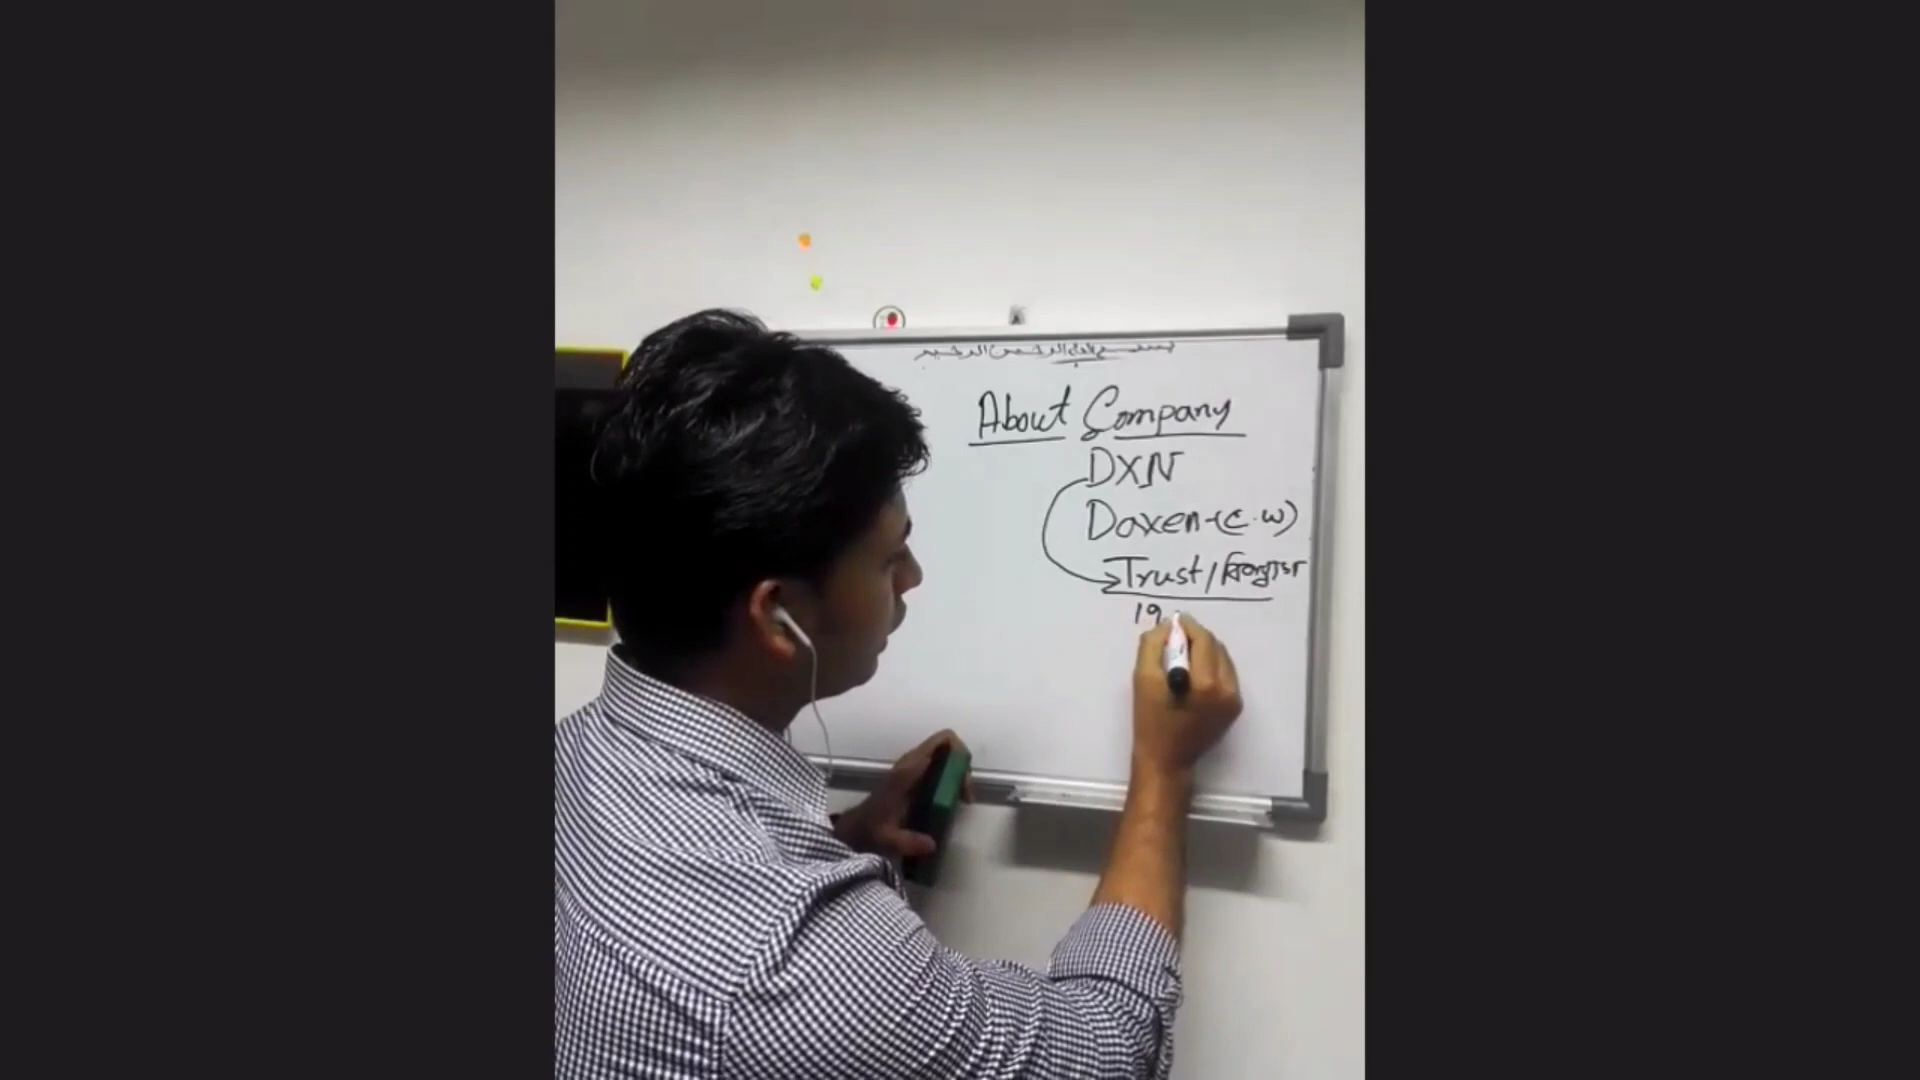 بسم الله الرحمن الرحيم
About Company
DXN
Daxen-(C.W)
Trust/বিশ্বাস
19